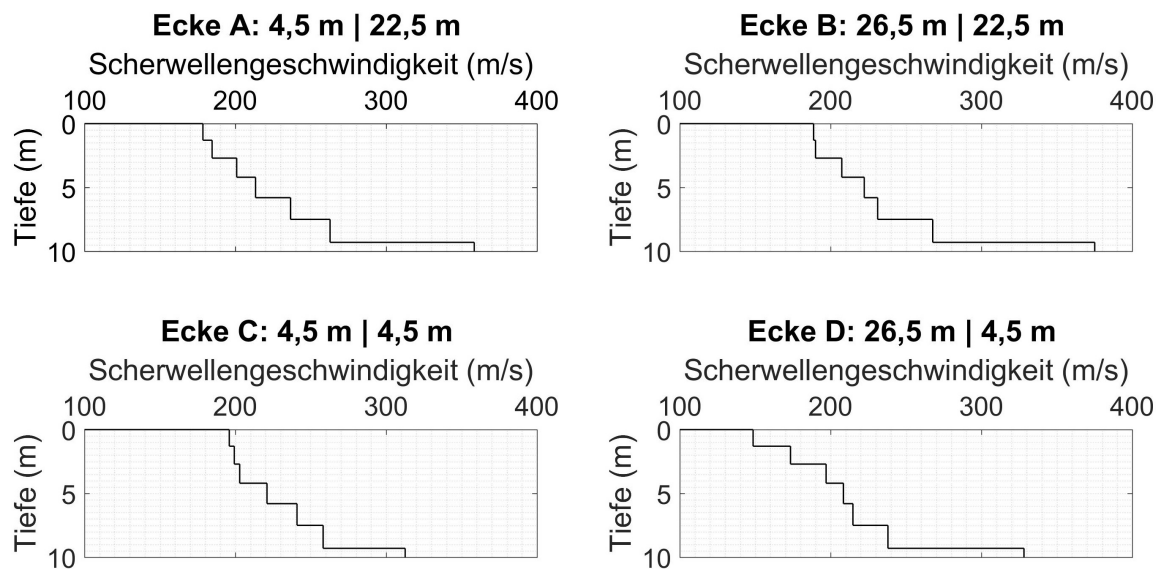 Ecke A: 4,5 m | 22,5 m
Scherwellengeschwindigkeit (m/s)
100 200 300 400
0
5
10
Tiefe (m)
Ecke B: 26,5 m | 22,5 m
Scherwellengeschwindigkeit (m/s)
100 200 300 400
0
5
10
Tiefe (m)
Ecke C: 4,5 m | 4,5 m
Scherwellengeschwindigkeit (m/s)
100 200 300 400
0
5
10
Tiefe (m)
Ecke D: 26,5 m | 4,5 m
Scherwellengeschwindigkeit (m/s)
100 200 300 400
0
5
10
Tiefe (m)